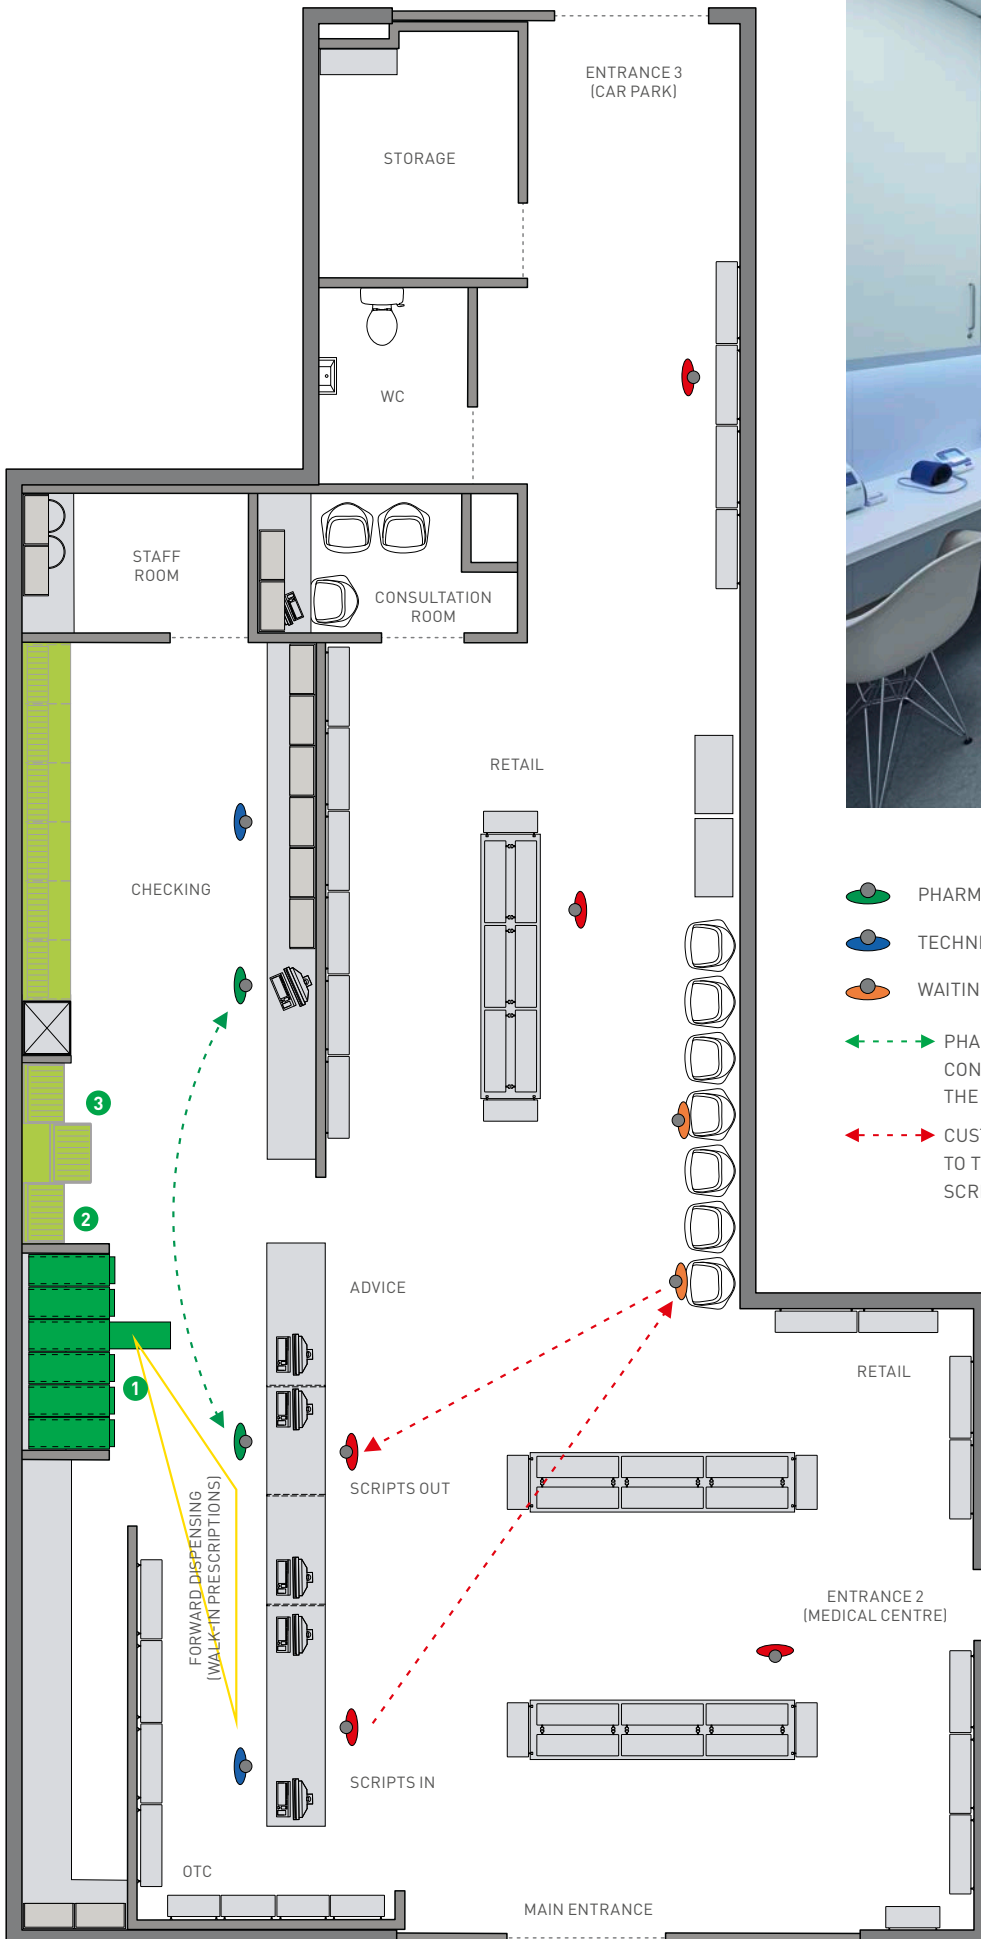 ENTRANCE 3
(CAR PARK)
STORAGE
WC
STAFF
ROOM
CONSULTATION
ROOM
RETAIL
CHECKING
PHARM
TECHNI
WAITIN
PHA
CON
THE
CUST
TO T
SCR
3
2
ADVICE
1
RETAIL
SCRIPTS OUT
FORWARD DISPENSING
(WALK-IN PRESCRIPTIONS)
ENTRANCE 2
(MEDICAL CENTRE)
SCRIPTS IN
OTC
MAIN ENTRANCE